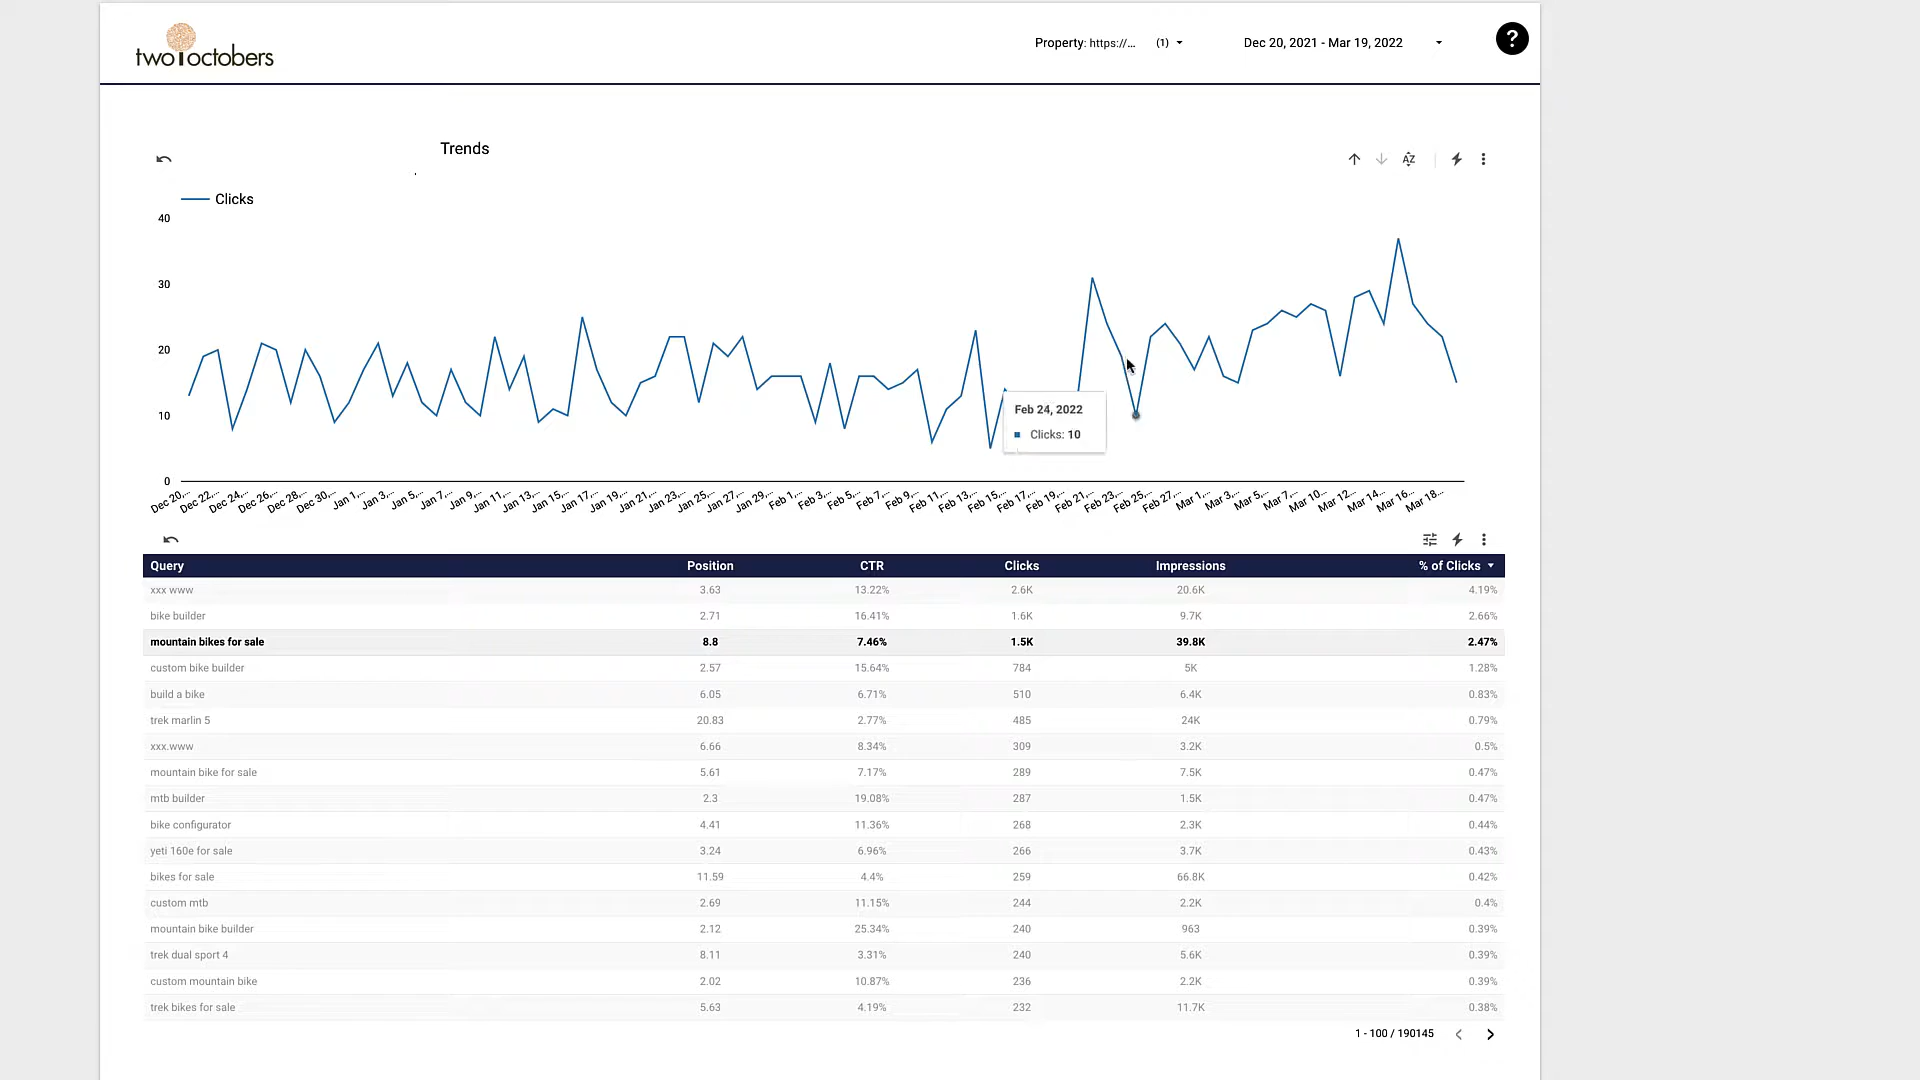 twooctobers
Property: https://... (1)
Dec 20, 2021 - Mar 19, 2022
?
Trends
AZ
Clicks
40
30
20
10
0
Feb 24, 2022
Clicks: 10
Dec 20,... Dec 22,... Dec 24,... Dec 26,... Dec 28,... Dec 30,... Jan 1,... Jan 3,... Jan 5,... Jan 7,... Jan 9,... Jan 11,... Jan 13,... Jan 15,... Jan 17,... Jan 19,... Jan 21,... Jan 23,... Jan 25,... Jan 27,... Jan 29,... Feb 1,... Feb 3,... Feb 5,... Feb 7,... Feb 9,... Feb 11,... Feb 13,... Feb 15,... Feb 17,... Feb 19,... Feb 21,... Feb 23,... Feb 25,... Feb 27,... Mar 1,... Mar 3,... Mar 5,... Mar 7,... Mar 10,... Mar 12,... Mar 14,... Mar 16,... Mar 18,...
Query Position CTR Clicks Impressions % of Clicks
xxx www 3.63 13.22% 2.6K 20.6K 4.19%
bike builder 2.71 16.41% 1.6K 9.7K 2.66%
mountain bikes for sale 8.8 7.46% 1.5K 39.8K 2.47%
custom bike builder 2.57 15.64% 784 5K 1.28%
build a bike 6.05 6.71% 510 6.4K 0.83%
trek marlin 5 20.83 2.77% 485 24K 0.79%
xxx.www 6.66 8.34% 309 3.2K 0.5%
mountain bike for sale 5.61 7.17% 289 7.5K 0.47%
mtb builder 2.3 19.08% 287 1.5K 0.47%
bike configurator 4.41 11.36% 268 2.3K 0.44%
yeti 160e for sale 3.24 6.96% 266 3.7K 0.43%
bikes for sale 11.59 4.4% 259 66.8K 0.42%
custom mtb 2.69 11.15% 244 2.2K 0.4%
mountain bike builder 2.12 25.34% 240 963 0.39%
trek dual sport 4 8.11 3.31% 240 5.6K 0.39%
custom mountain bike 2.02 10.87% 236 2.2K 0.39%
trek bikes for sale 5.63 4.19% 232 11.7K 0.38%
1 - 100 / 190145